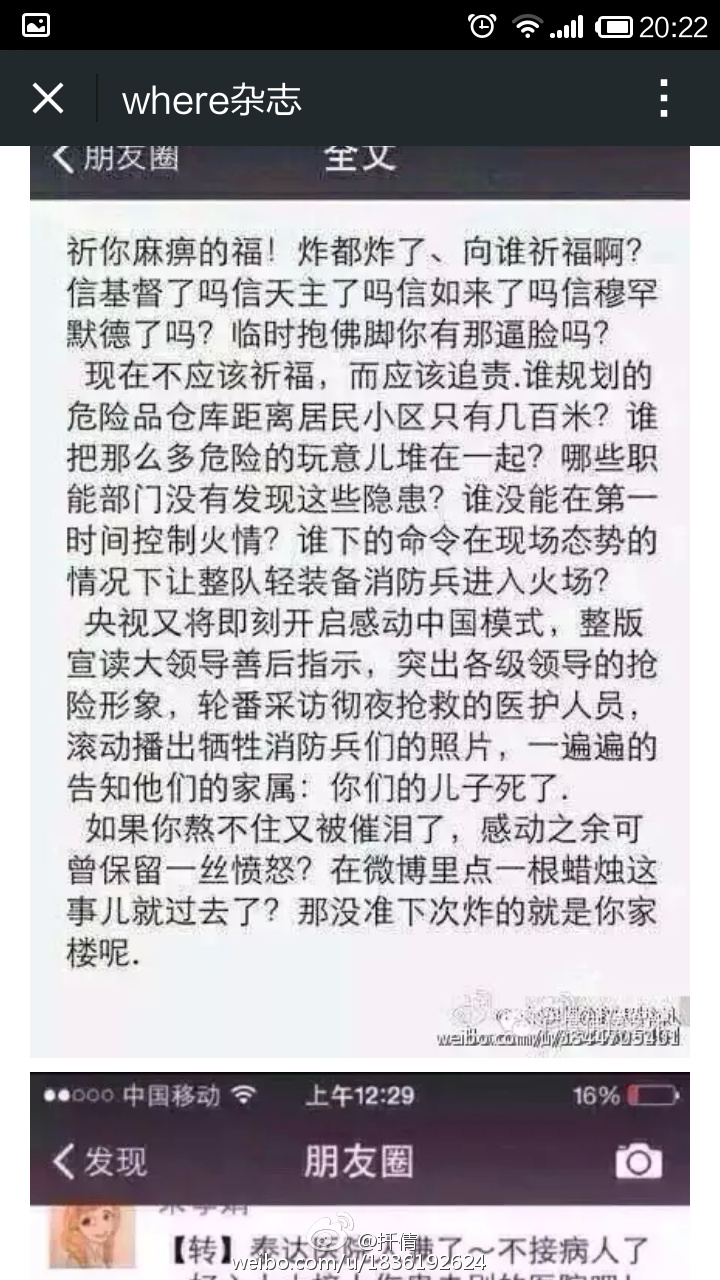 20:22
where杂志
朋友圈 全文
祈你麻痹的福！炸都炸了、向谁祈福啊？
信基督了吗信天主了吗信如来了吗信穆罕
默德了吗？临时抱佛脚你有那逼脸吗？
现在不应该祈福，而应该追责.谁规划的
危险品仓库距离居民小区只有几百米？谁
把那么多危险的玩意儿堆在一起？哪些职
能部门没有发现这些隐患？谁没能在第一
时间控制火情？谁下的命令在现场态势的
情况下让整队轻装备消防兵进入火场？
央视又将即刻开启感动中国模式，整版
宣读大领导善后指示，突出各级领导的抢
险形象，轮番采访彻夜抢救的医护人员，
滚动播出牺牲消防兵们的照片，一遍遍的
告知他们的家属：你们的儿子死了.
如果你熬不住又被催泪了，感动之余可
曾保留一丝愤怒？在微博里点一根蜡烛这
事儿就过去了？那没准下次炸的就是你家
楼呢.
中国移动 上午12:29 16%
发现 朋友圈
【转】泰达医院 了～不接病人了
@扦倩
weibo.com/u/1836192624